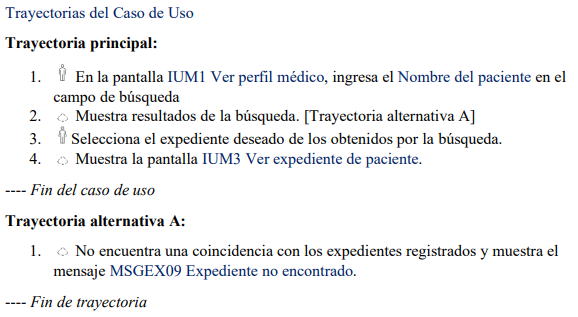 Trayectorias del Caso de Uso
Trayectoria principal:
1. En la pantalla IUM1 Ver perfil médico, ingresa el Nombre del paciente en el
campo de búsqueda
2. Muestra resultados de la búsqueda. [Trayectoria alternativa A]
3. Selecciona el expediente deseado de los obtenidos por la búsqueda.
4. Muestra la pantalla IUM3 Ver expediente de paciente.
---- Fin del caso de uso
Trayectoria alternativa A:
1. No encuentra una coincidencia con los expedientes registrados y muestra el
mensaje MSGEX09 Expediente no encontrado.
---- Fin de trayectoria